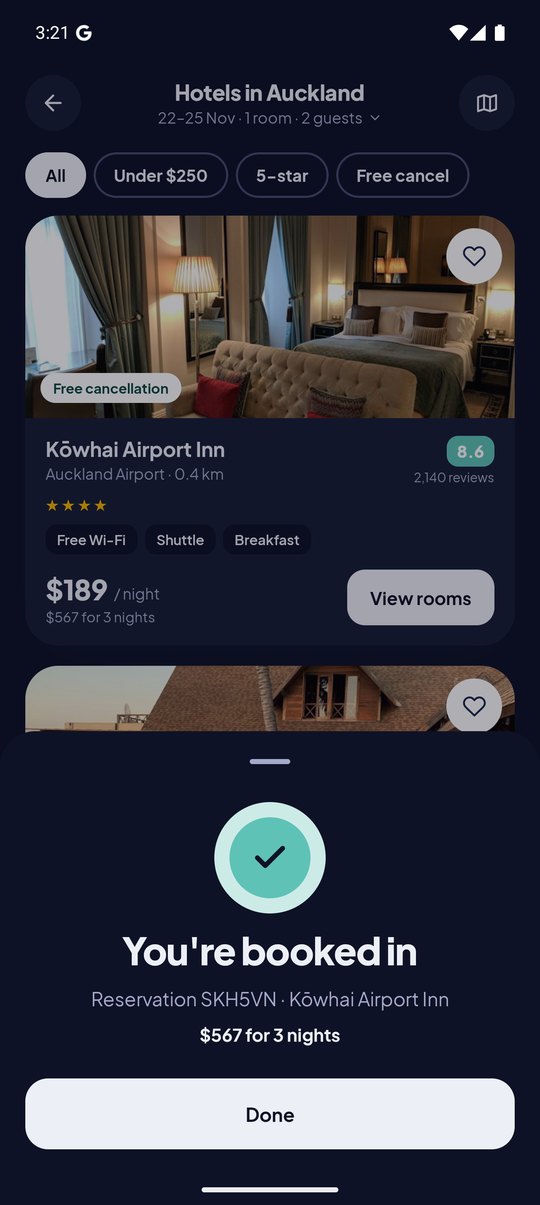 3:21
Hotels in Auckland
22–25 Nov · 1 room · 2 guests
All
Under $250
5-star
Free cancel
Free cancellation
Kōwhai Airport Inn
8.6
Auckland Airport · 0.4 km
2,140 reviews
Free Wi-Fi
Shuttle
Breakfast
$189 / night
View rooms
$567 for 3 nights
You're booked in
Reservation SKH5VN · Kōwhai Airport Inn
$567 for 3 nights
Done